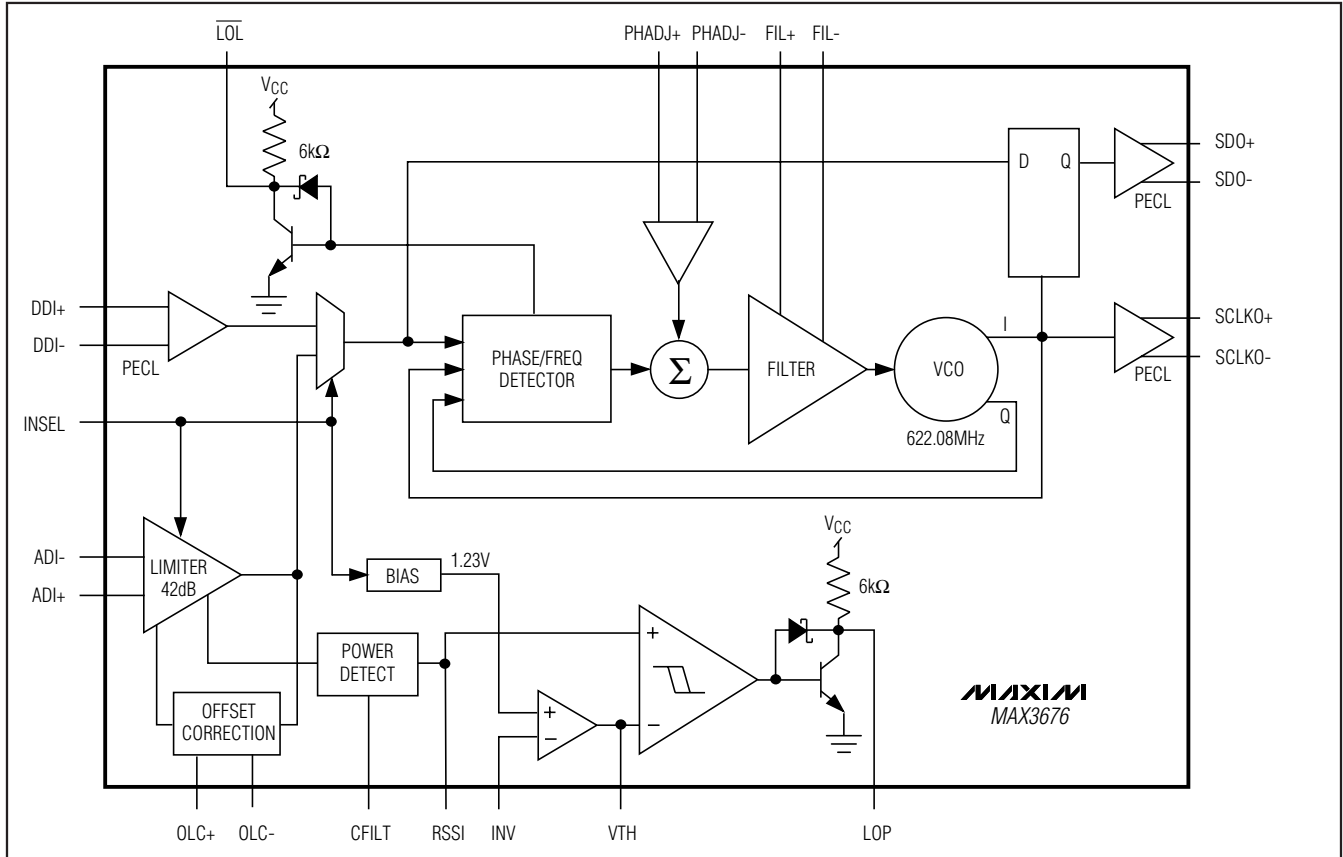 LOL
PHADJ+ PHADJ- FIL+ FIL-
VCC
6kΩ
D Q
SDO+
SDO-
PECL
DDI+
DDI-
PECL
PHASE/FREQ
DETECTOR
Σ
FILTER
VCO
I
Q
622.08MHz
SCLKO+
SCLKO-
PECL
INSEL
ADI-
ADI+
LIMITER
42dB
BIAS
1.23V
VCC
6kΩ
POWER
DETECT
OFFSET
CORRECTION
+
−
+
−
MAXIM
MAX3676
OLC+ OLC- CFILT RSSI INV VTH LOP